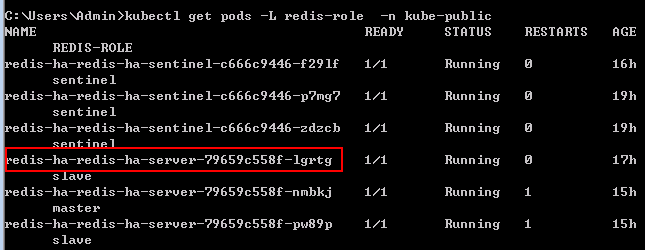 C:\Users\Admin>kubectl get pods -L redis-role  -n kube-public
NAME READY STATUS RESTARTS AGE
REDIS-ROLE
redis-ha-redis-ha-sentinel-c666c9446-f29lf 1/1 Running 0 16h
sentinel
redis-ha-redis-ha-sentinel-c666c9446-p7mg7 1/1 Running 0 19h
sentinel
redis-ha-redis-ha-sentinel-c666c9446-zdzcb 1/1 Running 0 19h
sentinel
redis-ha-redis-ha-server-79659c558f-lgrtg 1/1 Running 0 17h
slave
redis-ha-redis-ha-server-79659c558f-nmbkj 1/1 Running 1 15h
master
redis-ha-redis-ha-server-79659c558f-pw89p 1/1 Running 1 15h
slave